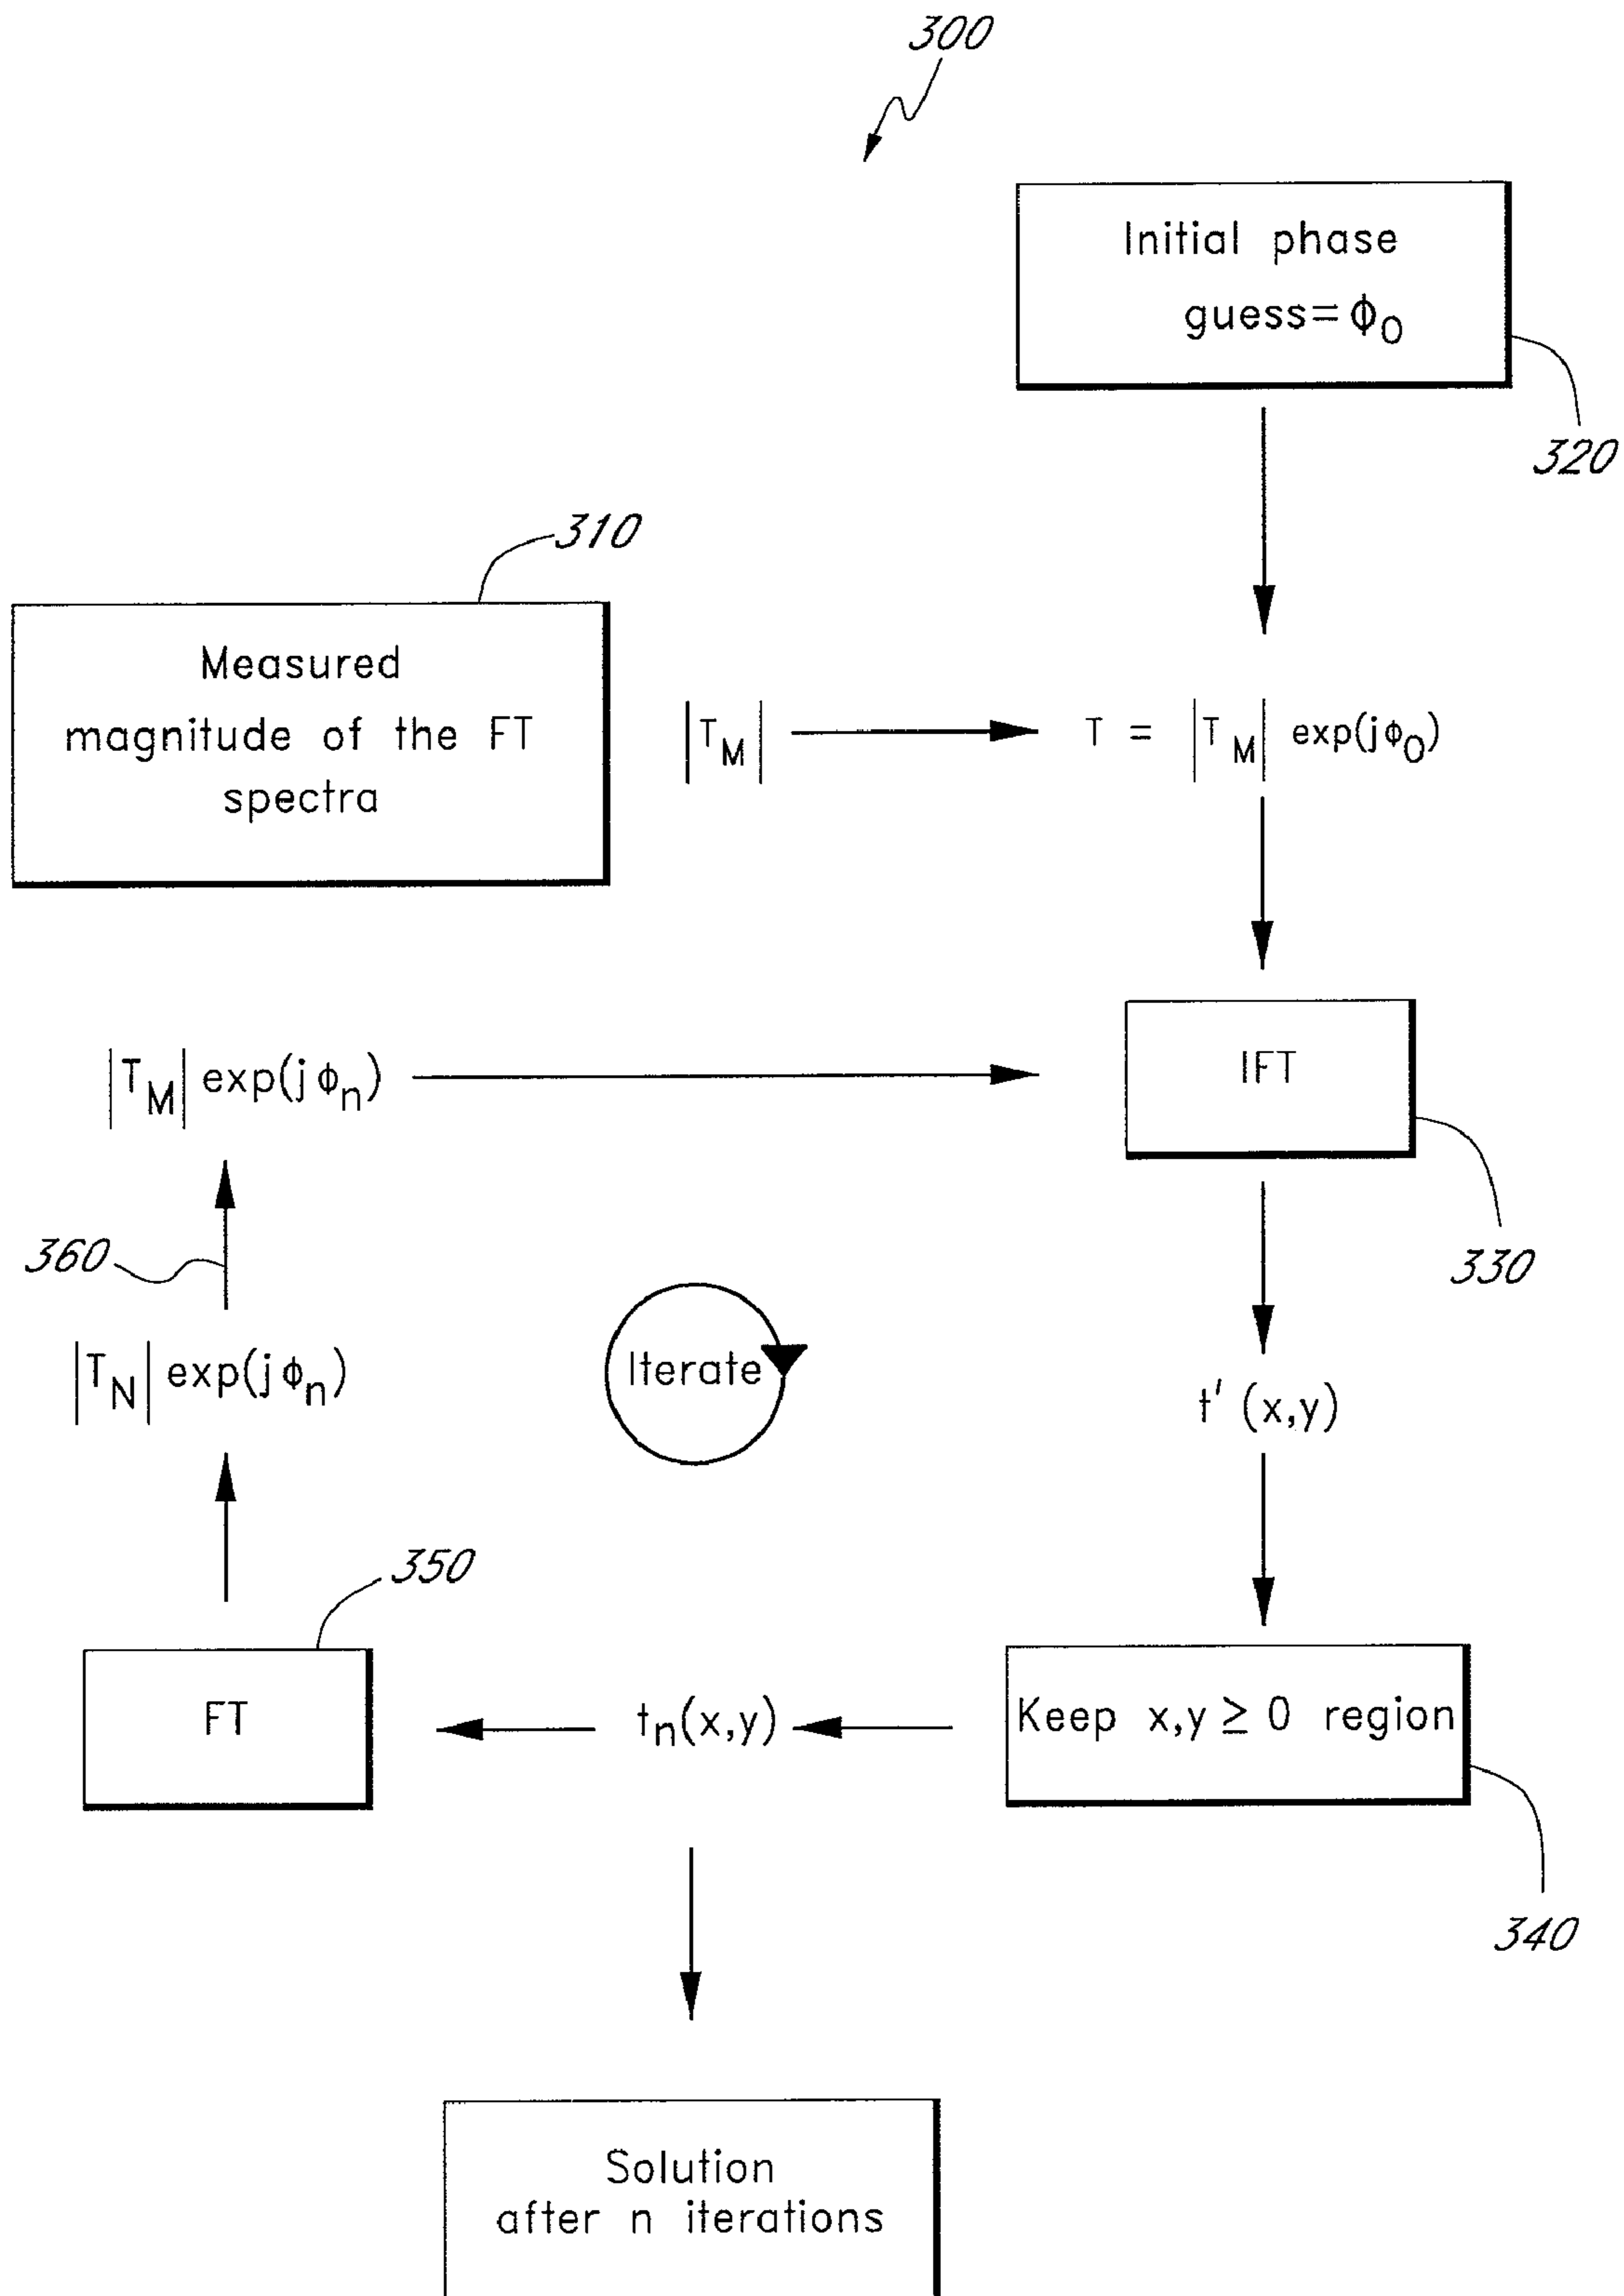 300
Initial phase
guess=ϕ0
320
310
Measured
magnitude of the FT
spectra
|TM|
T = |TM| exp(jϕ0)
|TM| exp(jϕn)
IFT
360
330
|TN| exp(jϕn)
Iterate
t' (x,y)
350
FT
tn(x,y)
Keep x,y ≥ 0 region
340
Solution
after n iterations